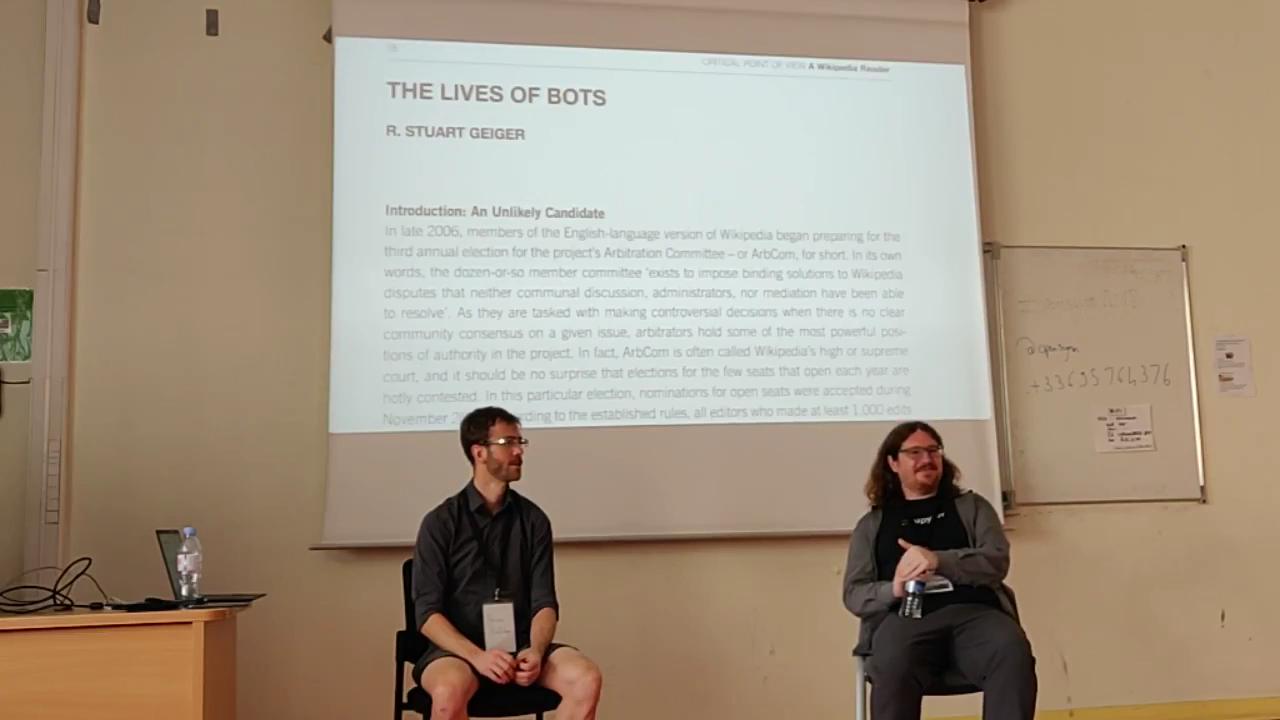 CRITICAL POINT OF VIEW A Wikipedia Reader
THE LIVES OF BOTS
R. STUART GEIGER
Introduction: An Unlikely Candidate
In late 2006, members of the English-language version of Wikipedia began preparing for the
third annual election for the project's Arbitration Committee – or ArbCom, for short. In its own
words, the dozen-or-so member committee 'exists to impose binding solutions to Wikipedia
disputes that neither communal discussion, administrators, nor mediation have been able
to resolve'. As they are tasked with making controversial decisions when there is no clear
community consensus on a given issue, arbitrators hold some of the most powerful posi-
tions of authority in the project. In fact, ArbCom is often called Wikipedia's high or supreme
court, and it should be no surprise that elections for the few seats that open each year are
hotly contested. In this particular election, nominations for open seats were accepted during
November to the established rules, all editors who made at least 1,000 edits
+33695764376